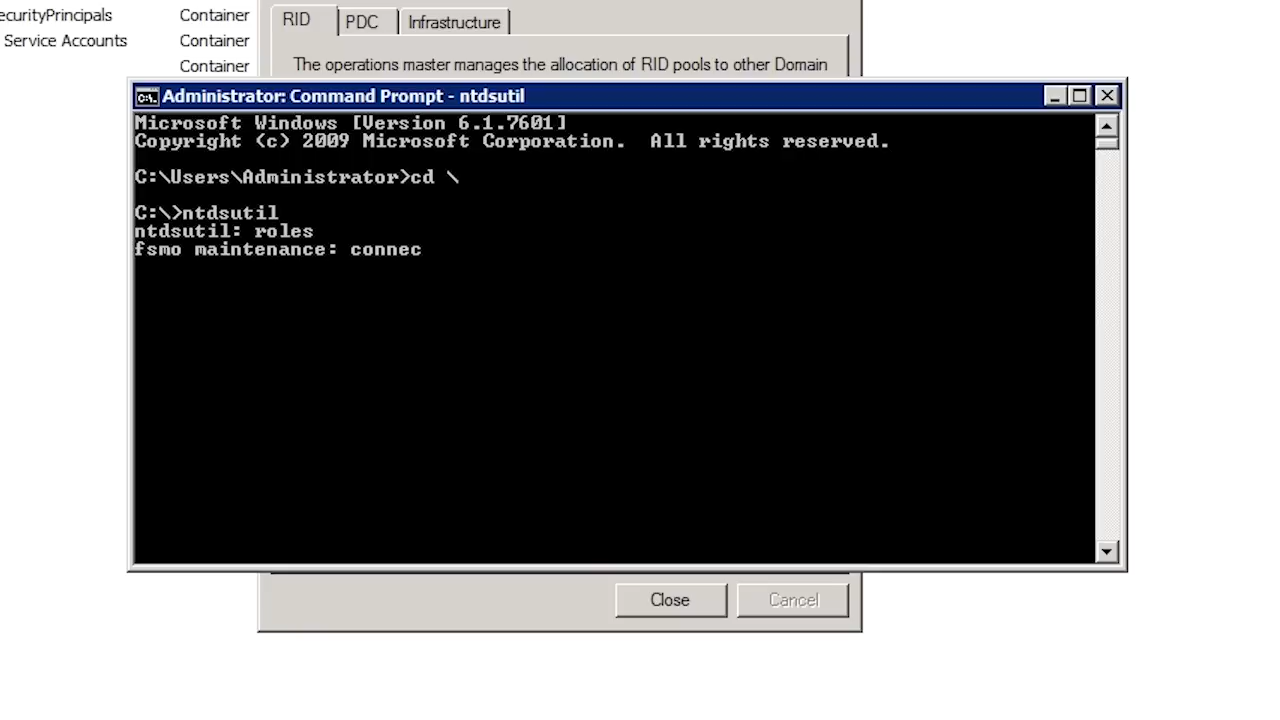 ecurityPrincipals Container
Service Accounts Container
Container
RID PDC Infrastructure
The operations master manages the allocation of RID pools to other Domain
Administrator: Command Prompt - ntdsutil
Microsoft Windows [Version 6.1.7601]
Copyright (c) 2009 Microsoft Corporation.  All rights reserved.
C:\Users\Administrator>cd \
C:\>ntdsutil
ntdsutil: roles
fsmo maintenance: connec
Close Cancel